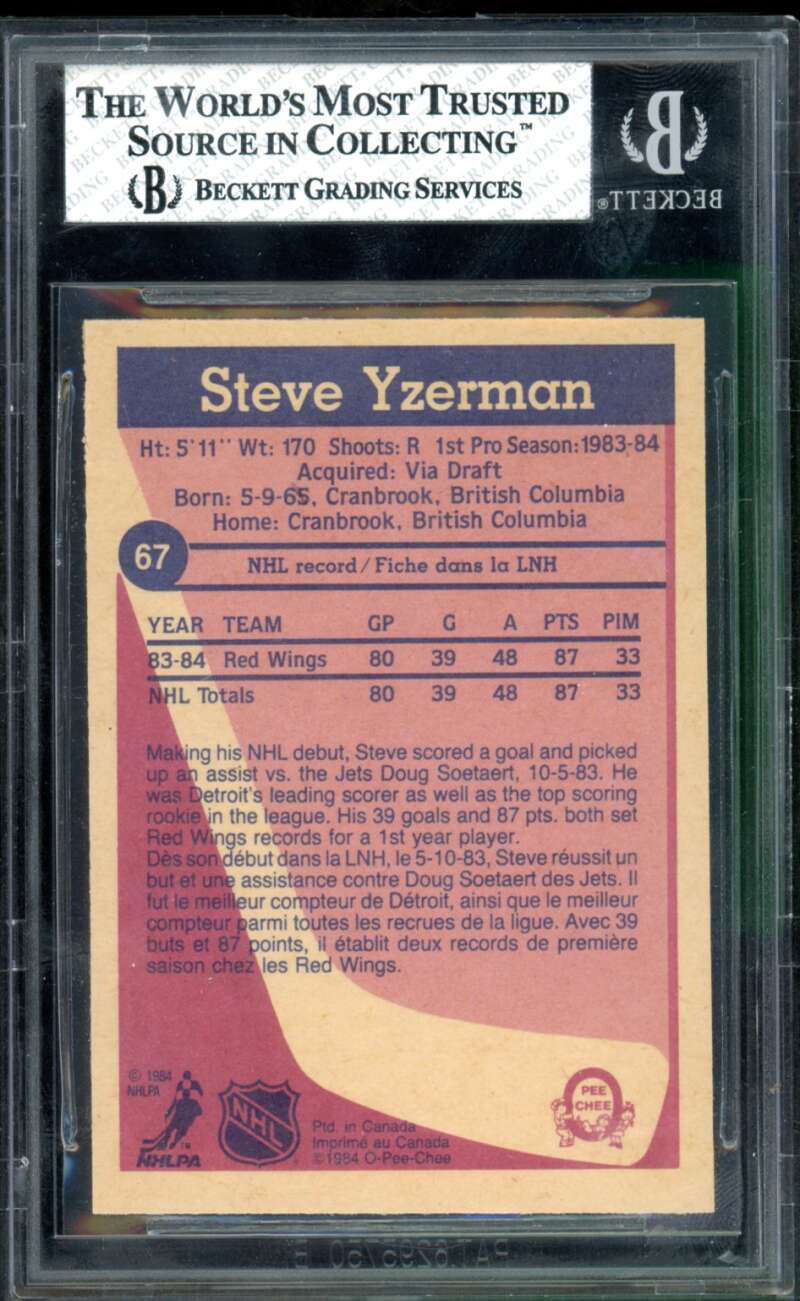 THE WORLD'S MOST TRUSTED
SOURCE IN COLLECTING™
B BECKETT GRADING SERVICES
B
BECKETT®
Steve Yzerman
Ht: 5'11" Wt: 170 Shoots: R 1st Pro Season: 1983-84
Acquired: Via Draft
Born: 5-9-65, Cranbrook, British Columbia
Home: Cranbrook, British Columbia
67
NHL record/Fiche dans la LNH
YEAR TEAM GP G A PTS PIM
83-84 Red Wings 80 39 48 87 33
NHL Totals 80 39 48 87 33
Making his NHL debut, Steve scored a goal and picked
up an assist vs. the Jets Doug Soetaert, 10-5-83. He
was Detroit's leading scorer as well as the top scoring
rookie in the league. His 39 goals and 87 pts. both set
Red Wings records for a 1st year player.
Dès son début dans la LNH, le 5-10-83, Steve réussit un
but et une assistance contre Doug Soetaert des Jets. Il
fut le meilleur compteur de Détroit, ainsi que le meilleur
compteur parmi toutes les recrues de la ligue. Avec 39
buts et 87 points, il établit deux records de première
saison chez les Red Wings.
© 1984
NHLPA
NHLPA
NHL
Ptd. in Canada
Imprimé au Canada
©1984 O-Pee-Chee
PEE
CHEE